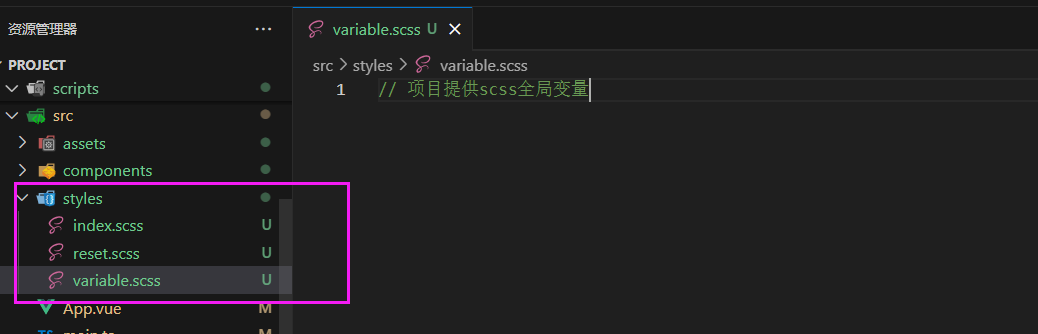 资源管理器 ...
PROJECT
scripts
src
assets
components
styles
index.scss U
reset.scss U
variable.scss U
App.vue M
TS main.ts M
variable.scss U
src > styles > variable.scss
1 // 项目提供scss全局变量